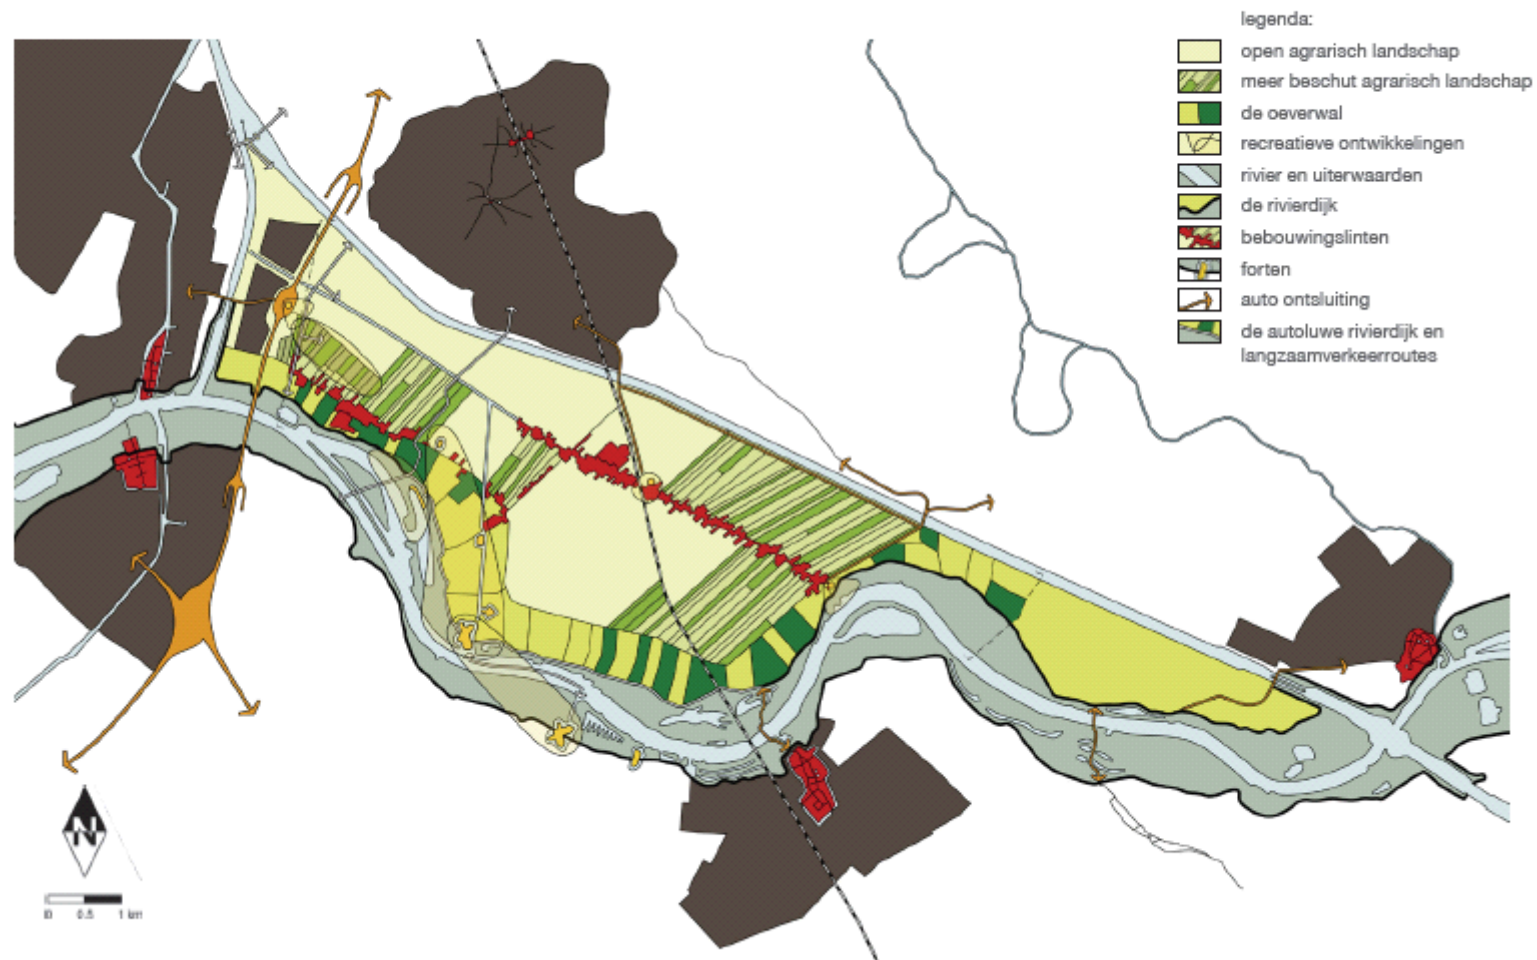 legenda:
open agrarisch landschap
meer beschut agrarisch landschap
de oeverwal
recreatieve ontwikkelingen
rivier en uiterwaarden
de rivierdijk
bebouwingslinten
forten
auto ontsluiting
de autoluwe rivierdijk en
langzaamverkeerroutes
N
0 0.5 1 km